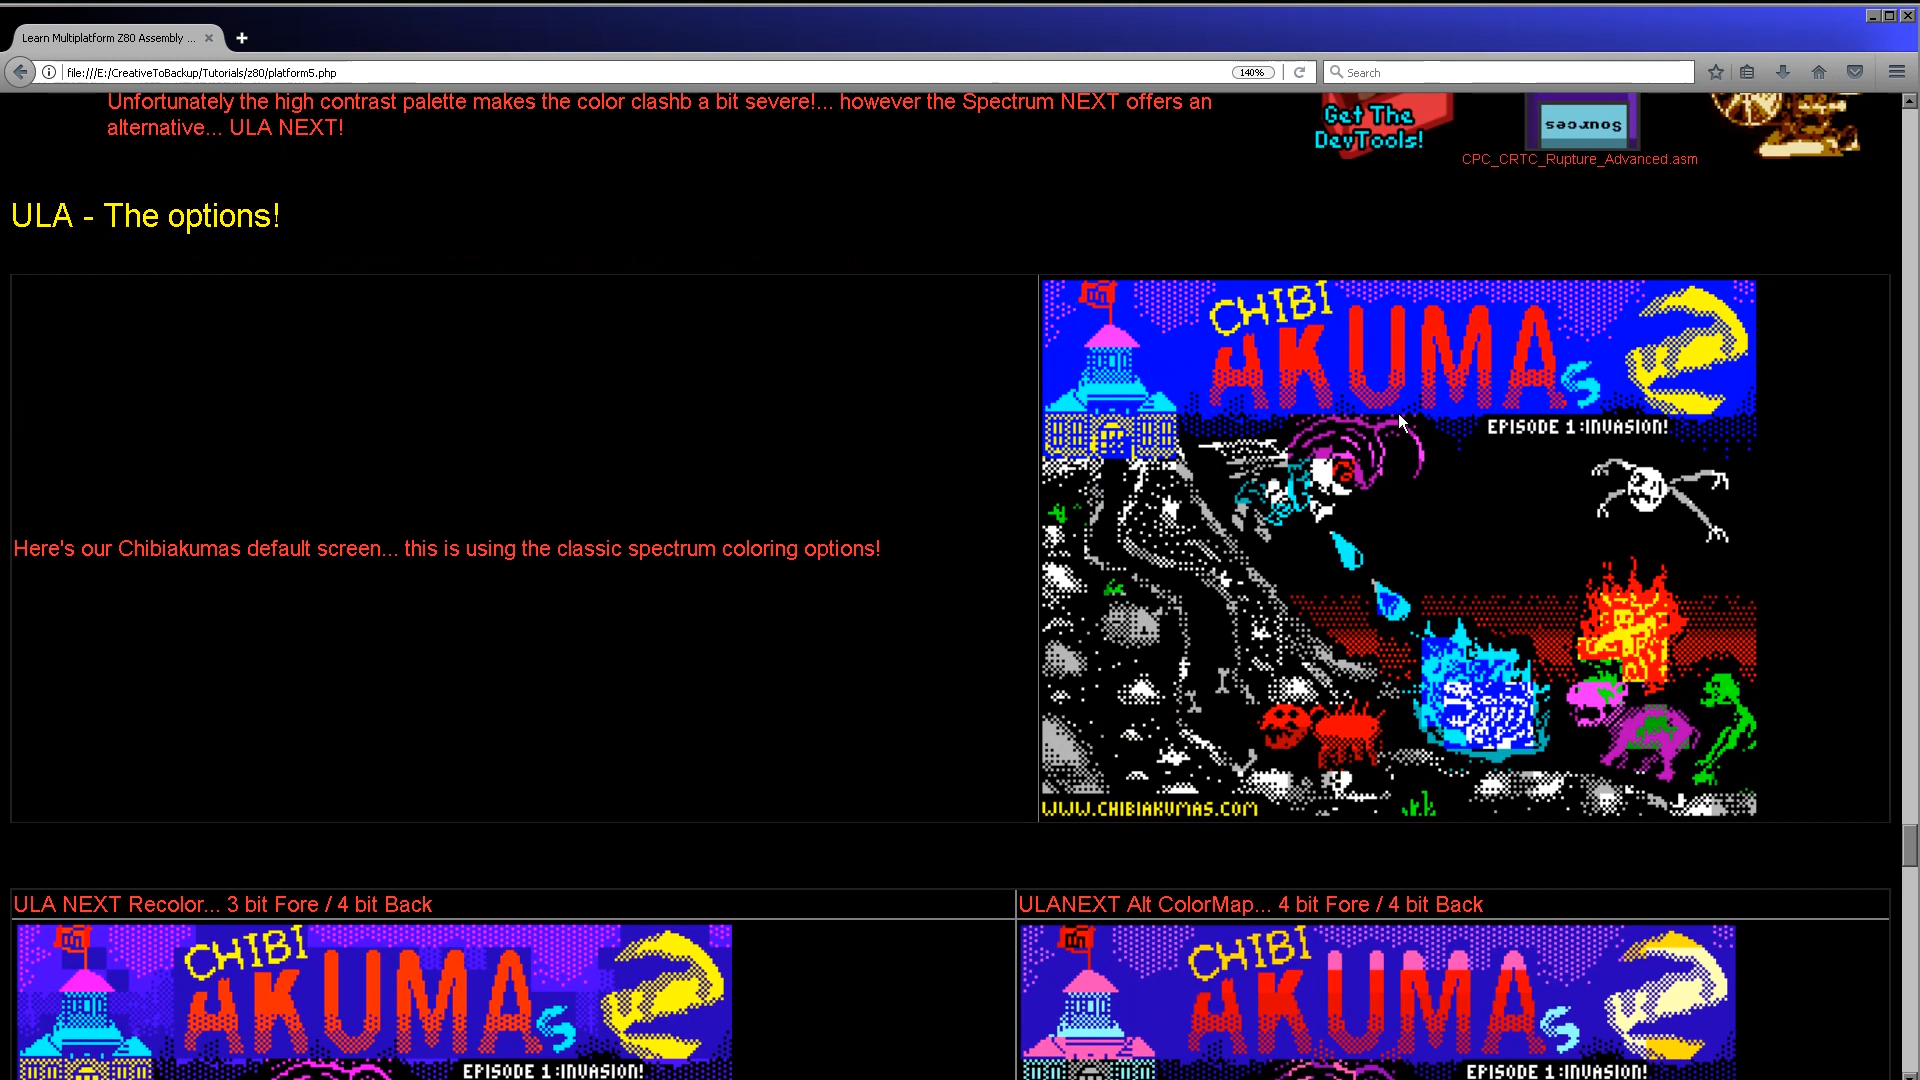 Learn Multiplatform Z80 Assembly ...
file:///E:/CreativeToBackup/Tutorials/z80/platform5.php
140%
Search
Unfortunately the high contrast palette makes the color clashb a bit severe!... however the Spectrum NEXT offers an
alternative... ULA NEXT!
Get The
DevTools!
Sources
CPC_CRTC_Rupture_Advanced.asm
ULA - The options!
Here's our Chibiakumas default screen... this is using the classic spectrum coloring options!
CHIBI
AKUMAS
EPISODE 1:INVASION!
WWW.CHIBIAKUMAS.COM
ULA NEXT Recolor... 3 bit Fore / 4 bit Back
ULANEXT Alt ColorMap... 4 bit Fore / 4 bit Back
CHIBI
AKUMAS
EPISODE 1:INVASION!
CHIBI
AKUMAS
EPISODE 1:INVASION!